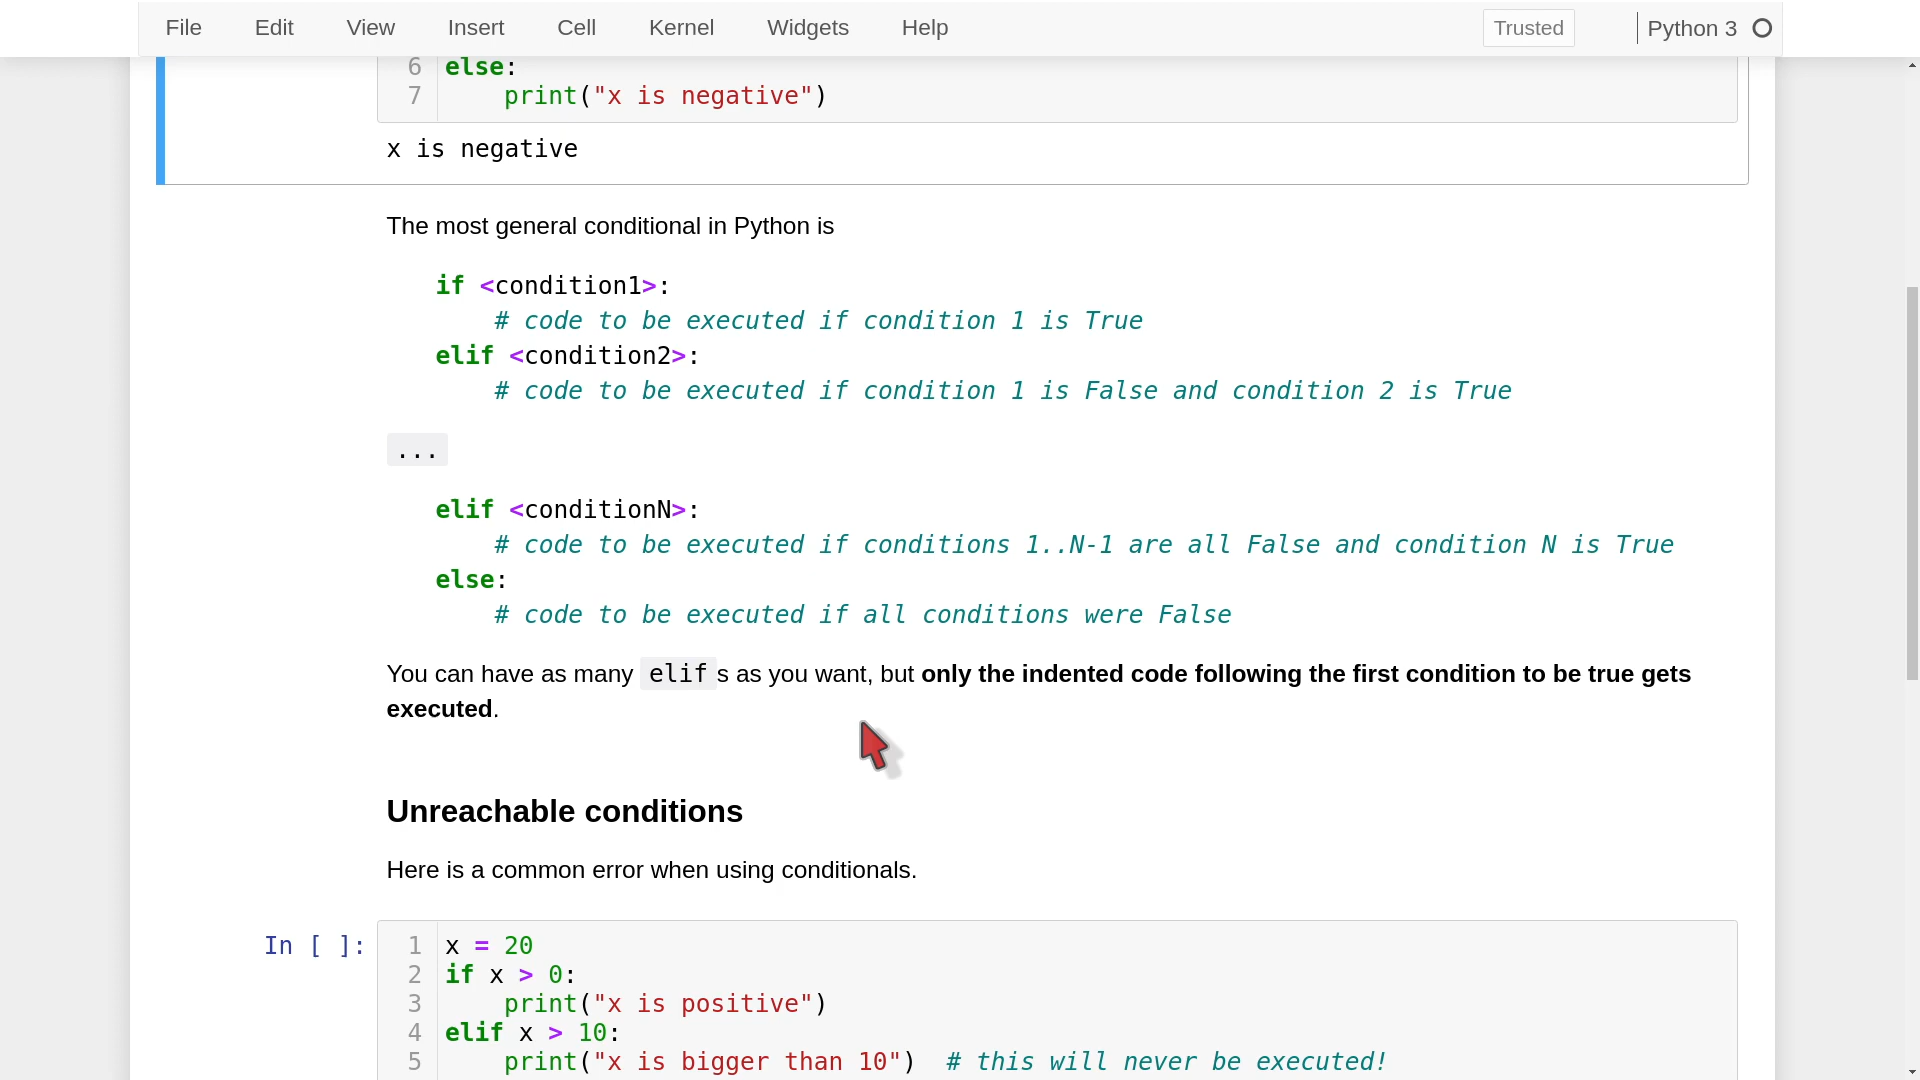 File Edit View Insert Cell Kernel Widgets Help Trusted Python 3
6 else:
7     print("x is negative")
x is negative
The most general conditional in Python is
if <condition1>:
    # code to be executed if condition 1 is True
elif <condition2>:
    # code to be executed if condition 1 is False and condition 2 is True
...
elif <conditionN>:
    # code to be executed if conditions 1..N-1 are all False and condition N is True
else:
    # code to be executed if all conditions were False
You can have as many elif s as you want, but only the indented code following the first condition to be true gets
executed.
Unreachable conditions
Here is a common error when using conditionals.
In [ ]: 1 x = 20
2 if x > 0:
3     print("x is positive")
4 elif x > 10:
5     print("x is bigger than 10")  # this will never be executed!